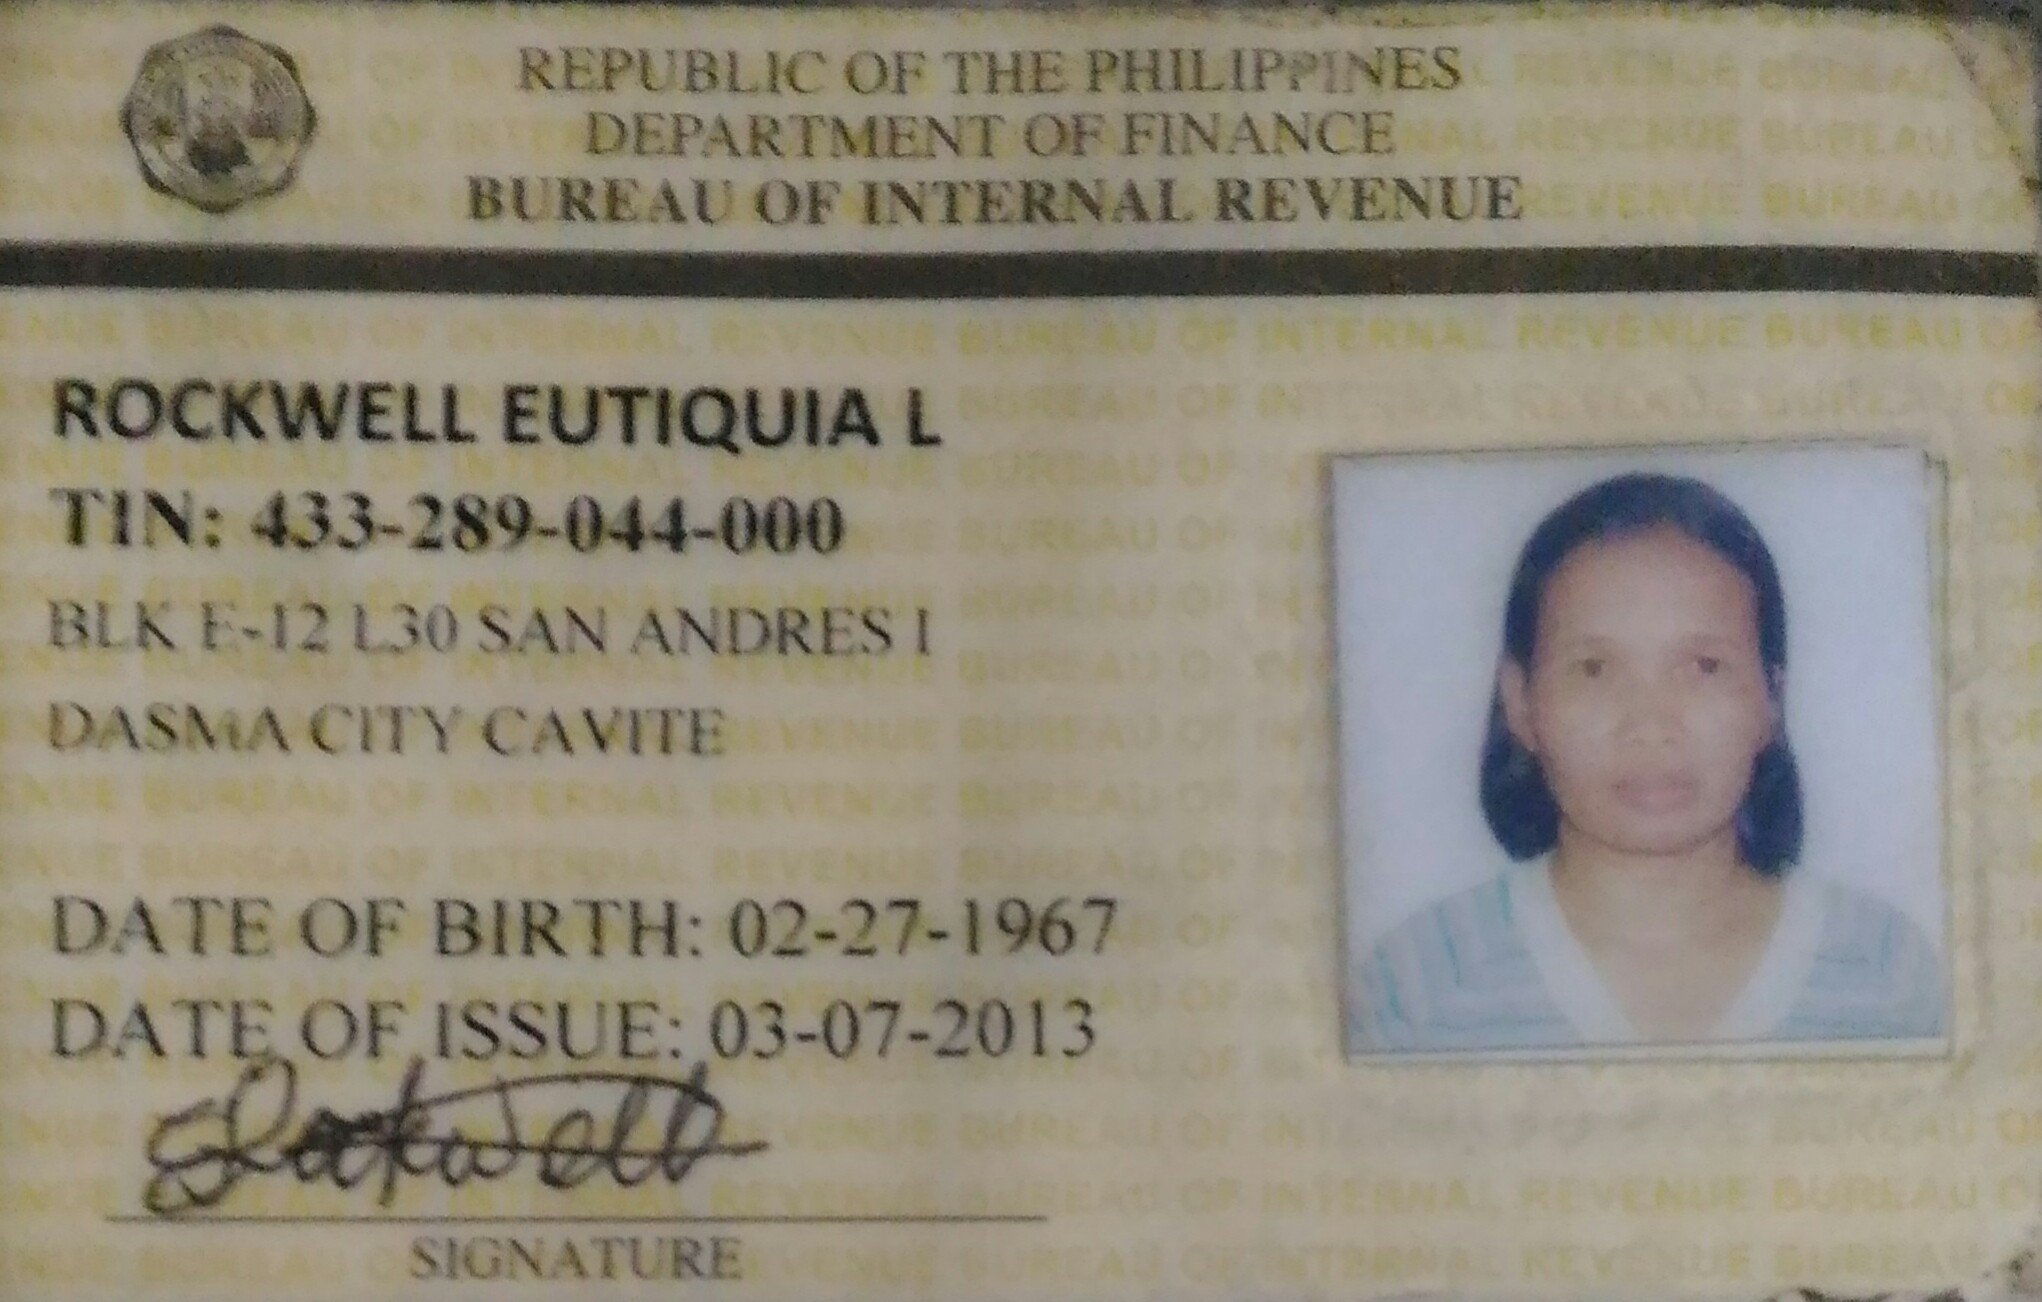 REPUBLIC OF THE PHILIPPINES
DEPARTMENT OF FINANCE
BUREAU OF INTERNAL REVENUE
ROCKWELL EUTIQUIA L
TIN: 433-289-044-000
BLK E-12 L30 SAN ANDRES I
DASMA CITY CAVITE
DATE OF BIRTH: 02-27-1967
DATE OF ISSUE: 03-07-2013
ERockwell
SIGNATURE